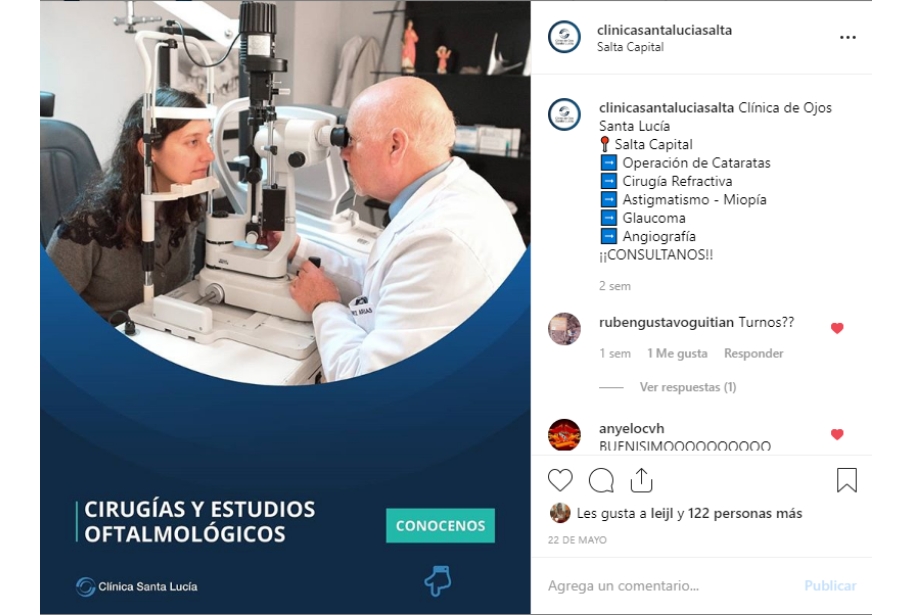 CIRUGÍAS Y ESTUDIOS
OFTALMOLÓGICOS
CONOCENOS
Clínica Santa Lucía
clinicasantaluciasalta
Salta Capital
clinicasantaluciasalta Clínica de Ojos
Santa Lucía
📍 Salta Capital
➡ Operación de Cataratas
➡ Cirugía Refractiva
➡ Astigmatismo - Miopía
➡ Glaucoma
➡ Angiografía
¡¡CONSULTANOS!!
2 sem
rubengustavoguitian Turnos??
1 sem 1 Me gusta Responder
Ver respuestas (1)
anyelocvh
BUENISIMOOOOOOOOOO
Les gusta a leijl y 122 personas más
22 DE MAYO
Agrega un comentario... Publicar